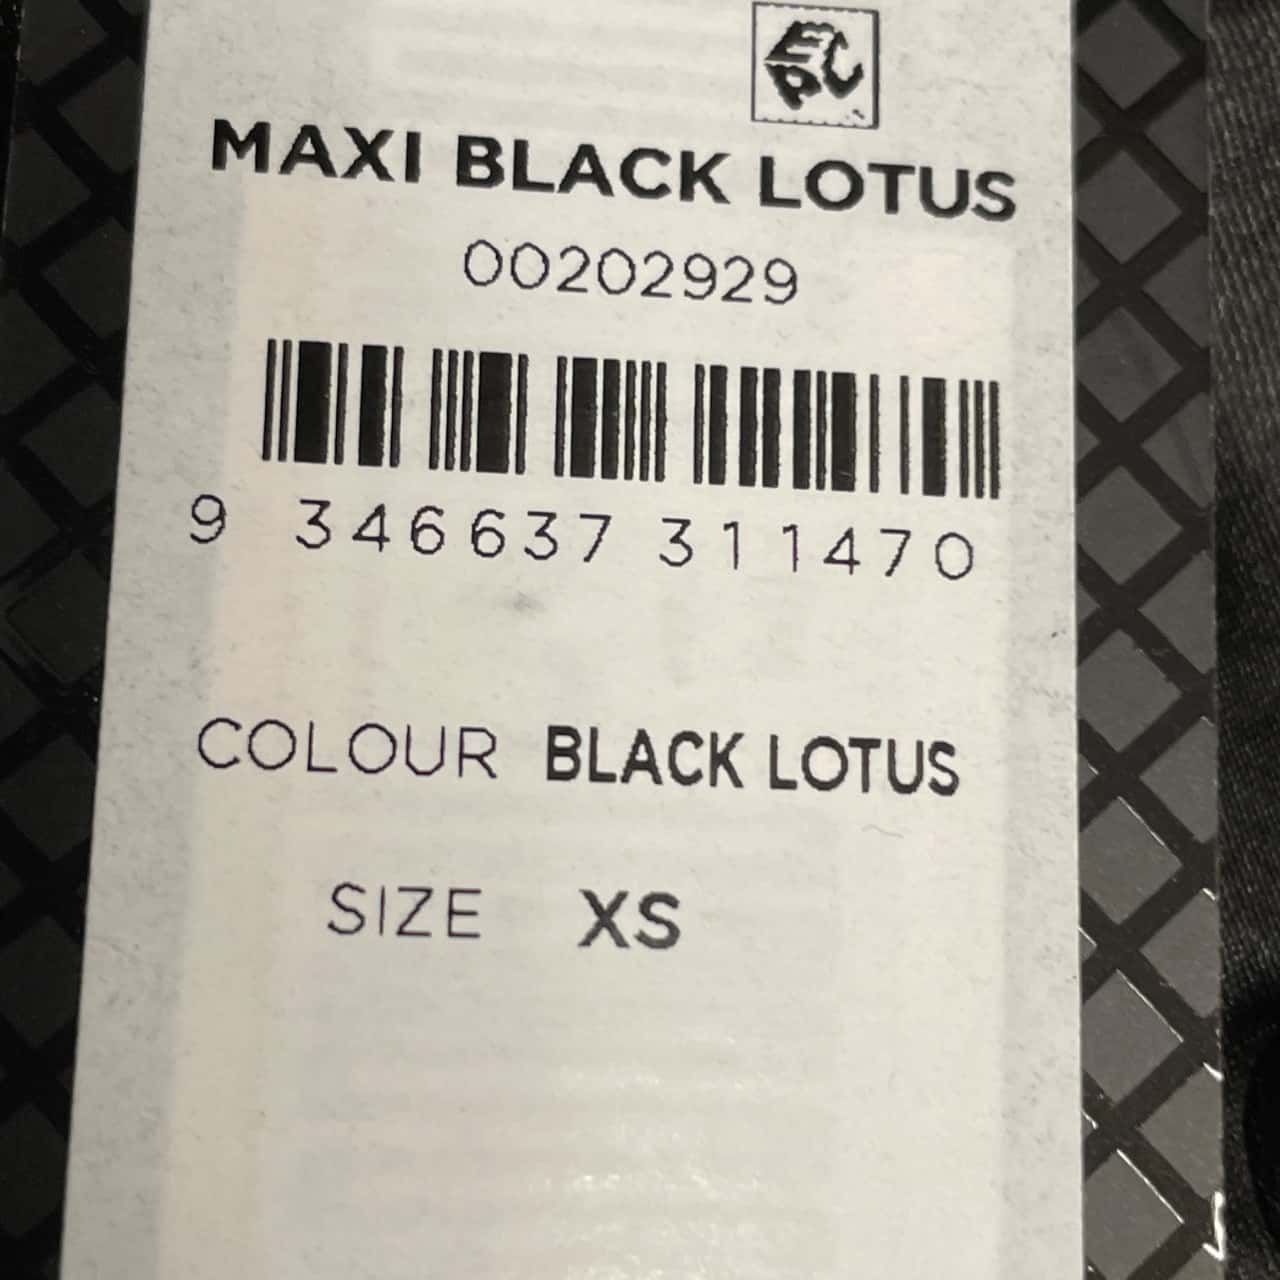 MAXI BLACK LOTUS
00202929
9 346637 311470
COLOUR BLACK LOTUS
SIZE XS